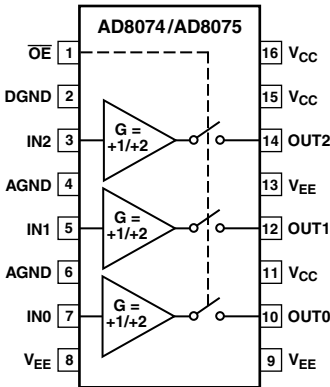 AD8074/AD8075
OE 1 16 VCC
DGND 2 15 VCC
IN2 3 G = +1/+2 14 OUT2
AGND 4 13 VEE
IN1 5 G = +1/+2 12 OUT1
AGND 6 11 VCC
IN0 7 G = +1/+2 10 OUT0
VEE 8 9 VEE